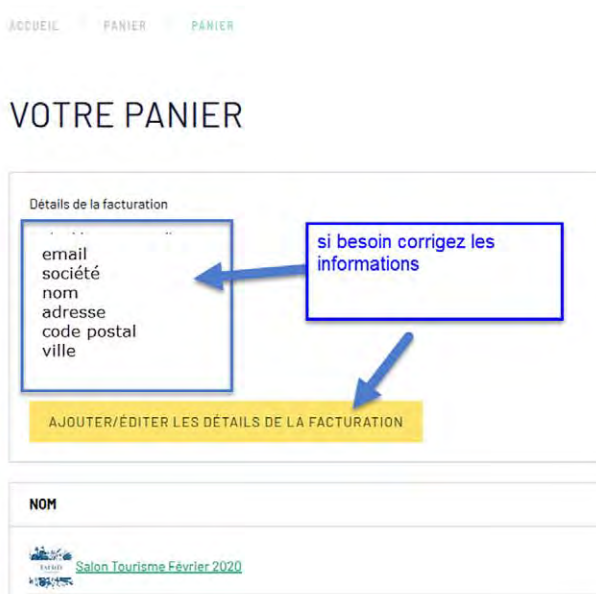 ACCUEIL PANIER PANIER
VOTRE PANIER
Détails de la facturation
email
société
nom
adresse
code postal
ville
si besoin corrigez les
informations
AJOUTER/ÉDITER LES DÉTAILS DE LA FACTURATION
NOM
Salon Tourisme Février 2020